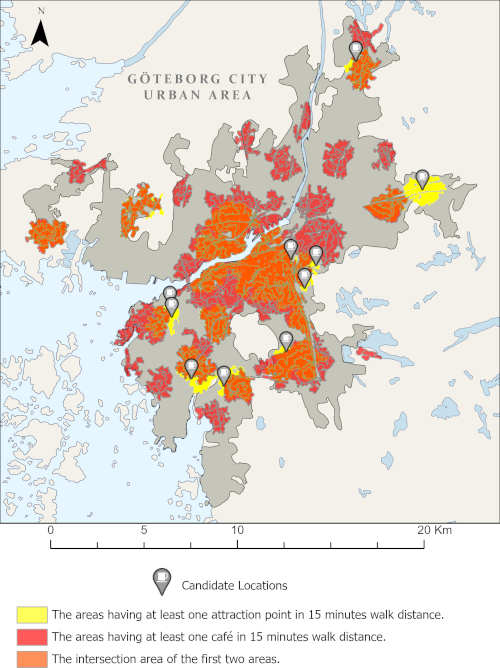 N
GÖTEBORG CITY
URBAN AREA
0 5 10 20 Km
Candidate Locations
The areas having at least one attraction point in 15 minutes walk distance.
The areas having at least one café in 15 minutes walk distance.
The intersection area of the first two areas.